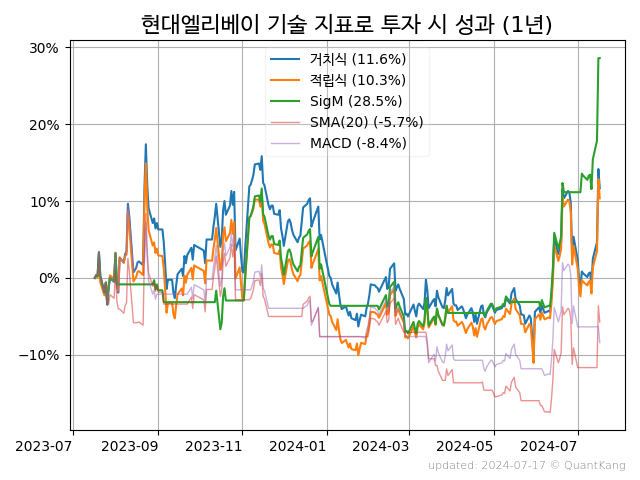 현대엘리베이 기술 지표로 투자 시 성과 (1년)
30%
20%
10%
0%
−10%
거치식 (11.6%)
적립식 (10.3%)
SigM (28.5%)
SMA(20) (-5.7%)
MACD (-8.4%)
2023-07 2023-09 2023-11 2024-01 2024-03 2024-05 2024-07
updated: 2024-07-17 © QuantKang